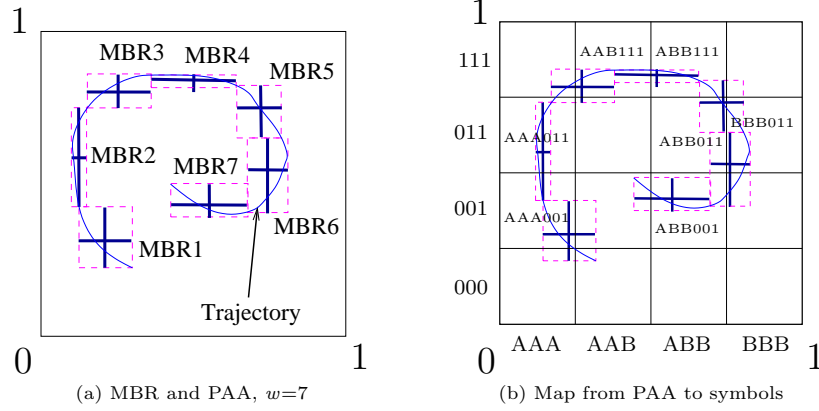 1
MBR3
MBR4
MBR5
MBR2
MBR7
MBR1
MBR6
Trajectory
0
1
(a) MBR and PAA, w=7
1
111
011
001
000
AAB111
ABB111
BBB011
AAA011
ABB011
AAA001
ABB001
0
AAA
AAB
ABB
BBB
1
(b) Map from PAA to symbols